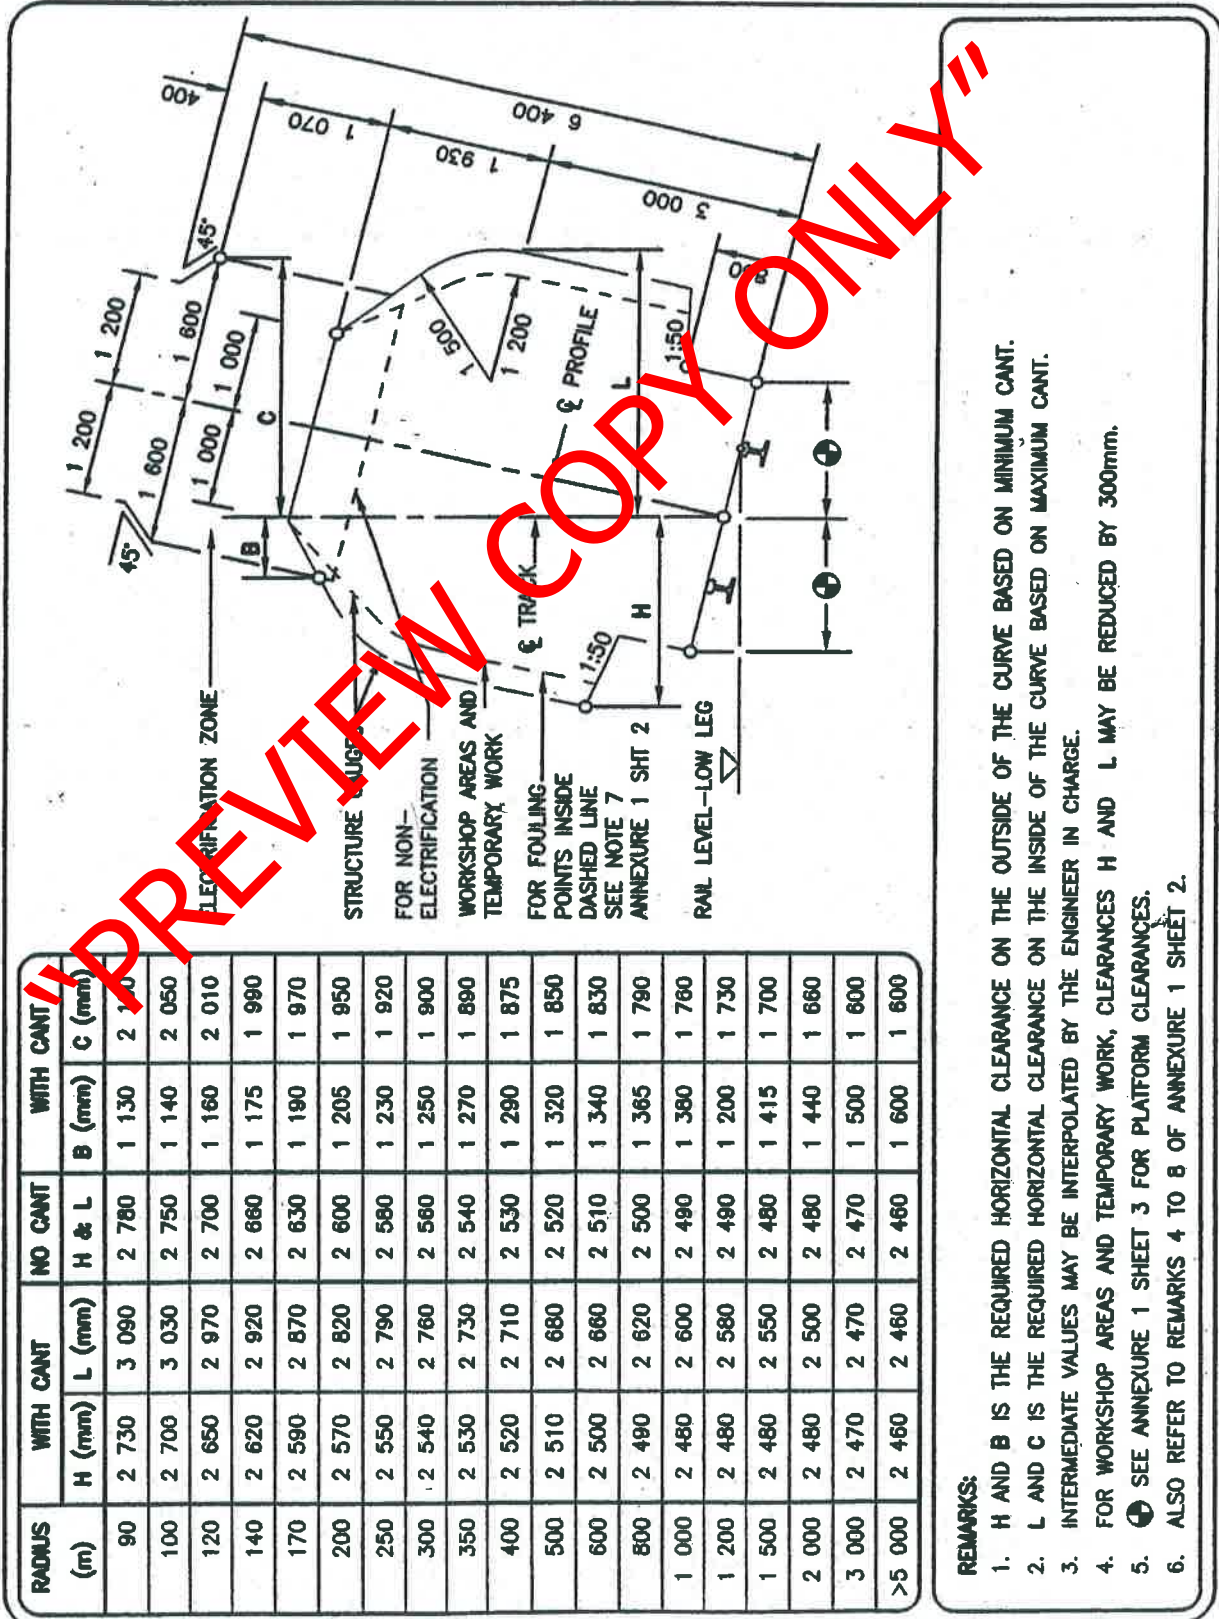 RADIUS WITH CANT NO CANT WITH CANT
(m) H (mm) L (mm) H & L B (mm) C (mm)
90 2 730 3 090 2 780 1 130
100 2 700 3 030 2 750 1 140 2 050
120 2 650 2 970 2 700 1 160 2 010
140 2 620 2 920 2 660 1 175 1 990
170 2 590 2 870 2 630 1 190 1 970
200 2 570 2 820 2 600 1 205 1 950
250 2 550 2 790 2 580 1 230 1 920
300 2 540 2 760 2 560 1 250 1 900
350 2 530 2 730 2 540 1 270 1 890
400 2 520 2 710 2 530 1 290 1 875
500 2 510 2 680 2 520 1 320 1 850
600 2 500 2 660 2 510 1 340 1 830
800 2 490 2 620 2 500 1 365 1 790
1 000 2 480 2 600 2 490 1 380 1 760
1 200 2 480 2 580 2 490 1 200 1 730
1 500 2 480 2 550 2 480 1 415 1 700
2 000 2 480 2 500 2 480 1 440 1 660
3 000 2 470 2 470 2 470 1 500 1 600
>5 000 2 460 2 460 2 460 1 600 1 600
ELECTRIFICATION ZONE
STRUCTURE GAUGES
FOR NON-
ELECTRIFICATION
WORKSHOP AREAS AND
TEMPORARY WORK
FOR FOULING
POINTS INSIDE
DASHED LINE
SEE NOTE 7
ANNEXURE 1 SHT 2
RAIL LEVEL-LOW LEG
45°
1 200
1 200
1 600
1 600
1 000
1 000
45°
B
C
400
1 070
1 930
3 000
6 400
1 500
1 200
℄ PROFILE
℄ TRACK
L
H
1:50
1:50
"PREVIEW COPY ONLY"
REMARKS:
1. H AND B IS THE REQUIRED HORIZONTAL CLEARANCE ON THE OUTSIDE OF THE CURVE BASED ON MINIMUM CANT.
2. L AND C IS THE REQUIRED HORIZONTAL CLEARANCE ON THE INSIDE OF THE CURVE BASED ON MAXIMUM CANT.
3. INTERMEDIATE VALUES MAY BE INTERPOLATED BY THE ENGINEER IN CHARGE.
4. FOR WORKSHOP AREAS AND TEMPORARY WORK, CLEARANCES H AND L MAY BE REDUCED BY 300mm.
5. SEE ANNEXURE 1 SHEET 3 FOR PLATFORM CLEARANCES.
6. ALSO REFER TO REMARKS 4 TO 8 OF ANNEXURE 1 SHEET 2.